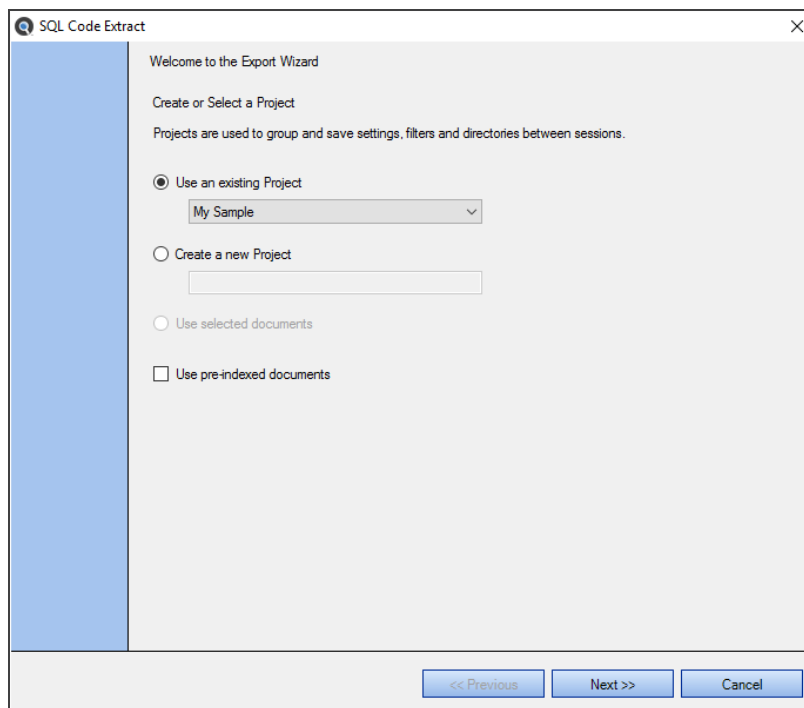 SQL Code Extract
Welcome to the Export Wizard
Create or Select a Project
Projects are used to group and save settings, filters and directories between sessions.
Use an existing Project
My Sample
Create a new Project
Use selected documents
Use pre-indexed documents
<< Previous
Next >>
Cancel